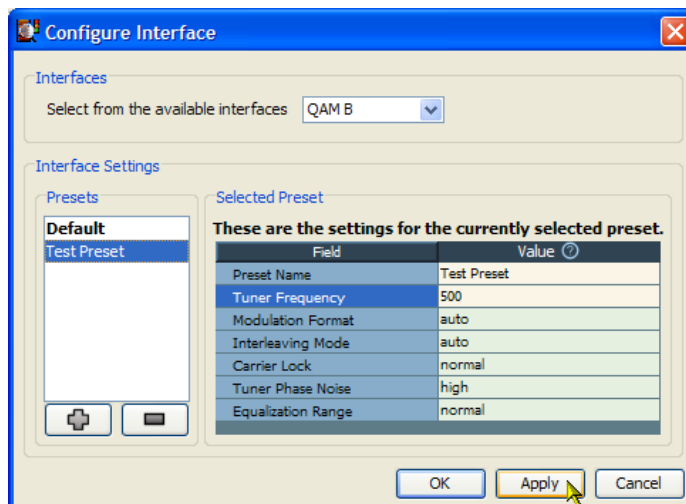 Configure Interface
Interfaces
Select from the available interfaces QAM B
Interface Settings
Presets
Default
Test Preset
Selected Preset
These are the settings for the currently selected preset.
Field Value ?
Preset Name Test Preset
Tuner Frequency 500
Modulation Format auto
Interleaving Mode auto
Carrier Lock normal
Tuner Phase Noise high
Equalization Range normal
OK Apply Cancel